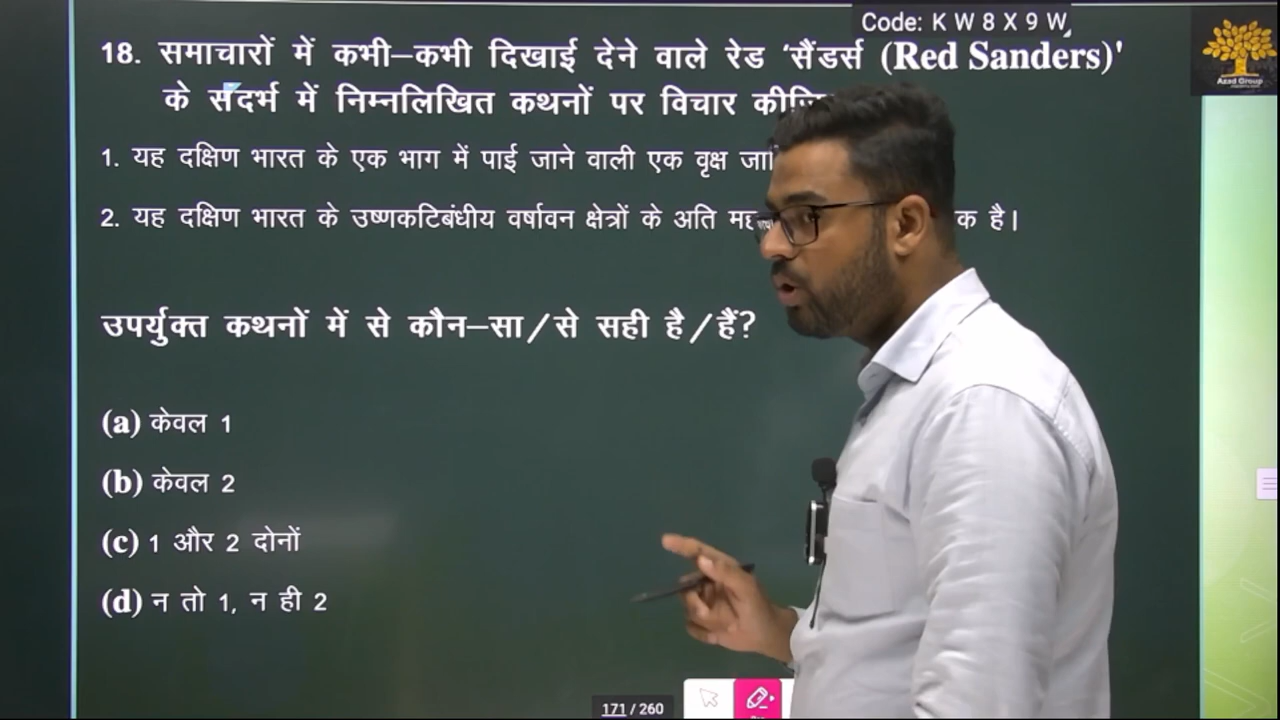 Code: K W 8 X 9 W
18. समाचारों में कभी–कभी दिखाई देने वाले रेड ‘सैंडर्स (Red Sanders)'
के संदर्भ में निम्नलिखित कथनों पर विचार
1. यह दक्षिण भारत के एक भाग में पाई जाने वाली एक वृक्ष
2. यह दक्षिण भारत के उष्णकटिबंधीय वर्षावन क्षेत्रों के अति है।
उपर्युक्त कथनों में से कौन–सा/से सही है/हैं?
(a) केवल 1
(b) केवल 2
(c) 1 और 2 दोनों
(d) न तो 1, न ही 2
171 / 260
Azad Group